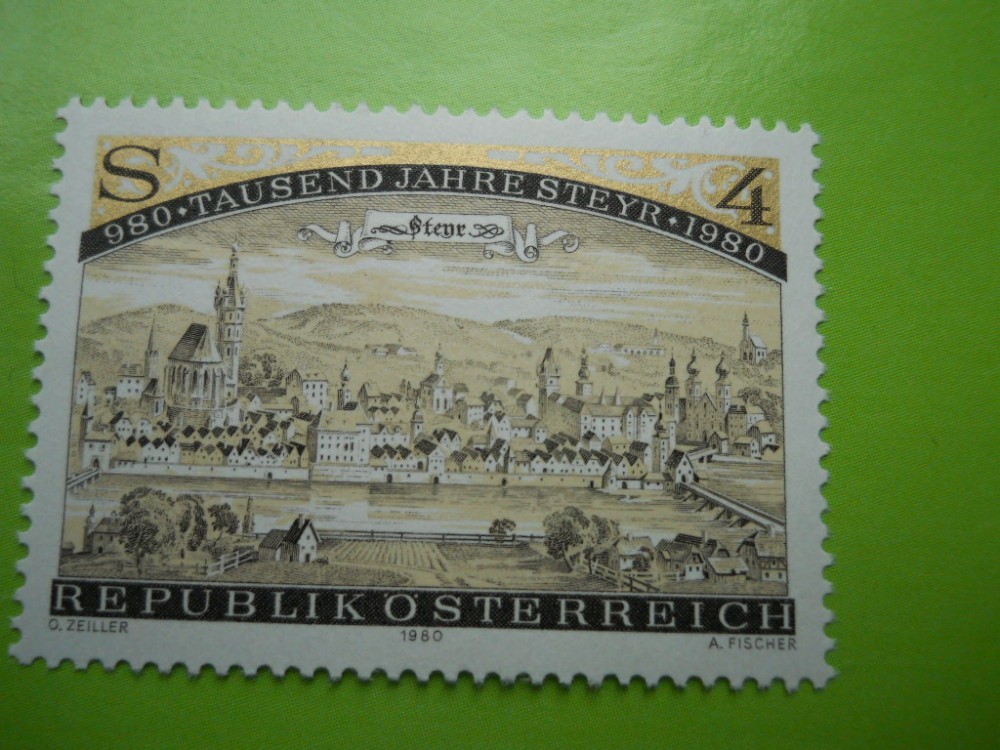 S 4
980 • TAUSEND JAHRE STEYR • 1980
Steyr
REPUBLIK ÖSTERREICH
O. ZEILLER 1980 A. FISCHER